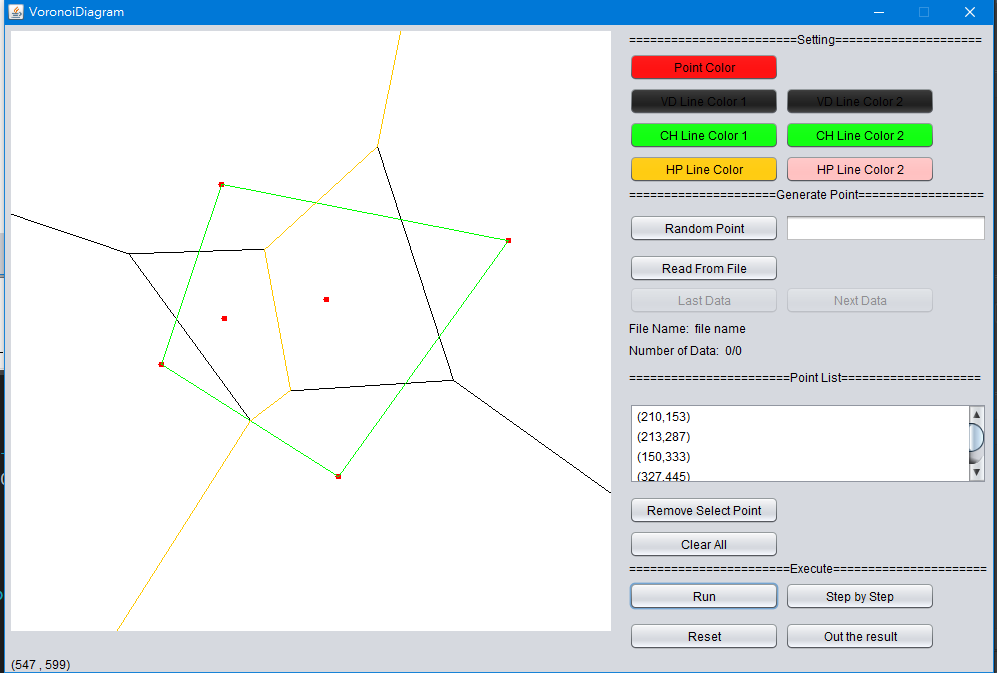 VoronoiDiagram
=======================Setting=====================
Point Color
VD Line Color 1 VD Line Color 2
CH Line Color 1 CH Line Color 2
HP Line Color HP Line Color 2
=====================Generate Point==================
Random Point
Read From File
Last Data Next Data
File Name: file name
Number of Data: 0/0
=======================Point List====================
(210,153)
(213,287)
(150,333)
(327,445)
Remove Select Point
Clear All
=======================Execute======================
Run Step by Step
Reset Out the result
(547 , 599)